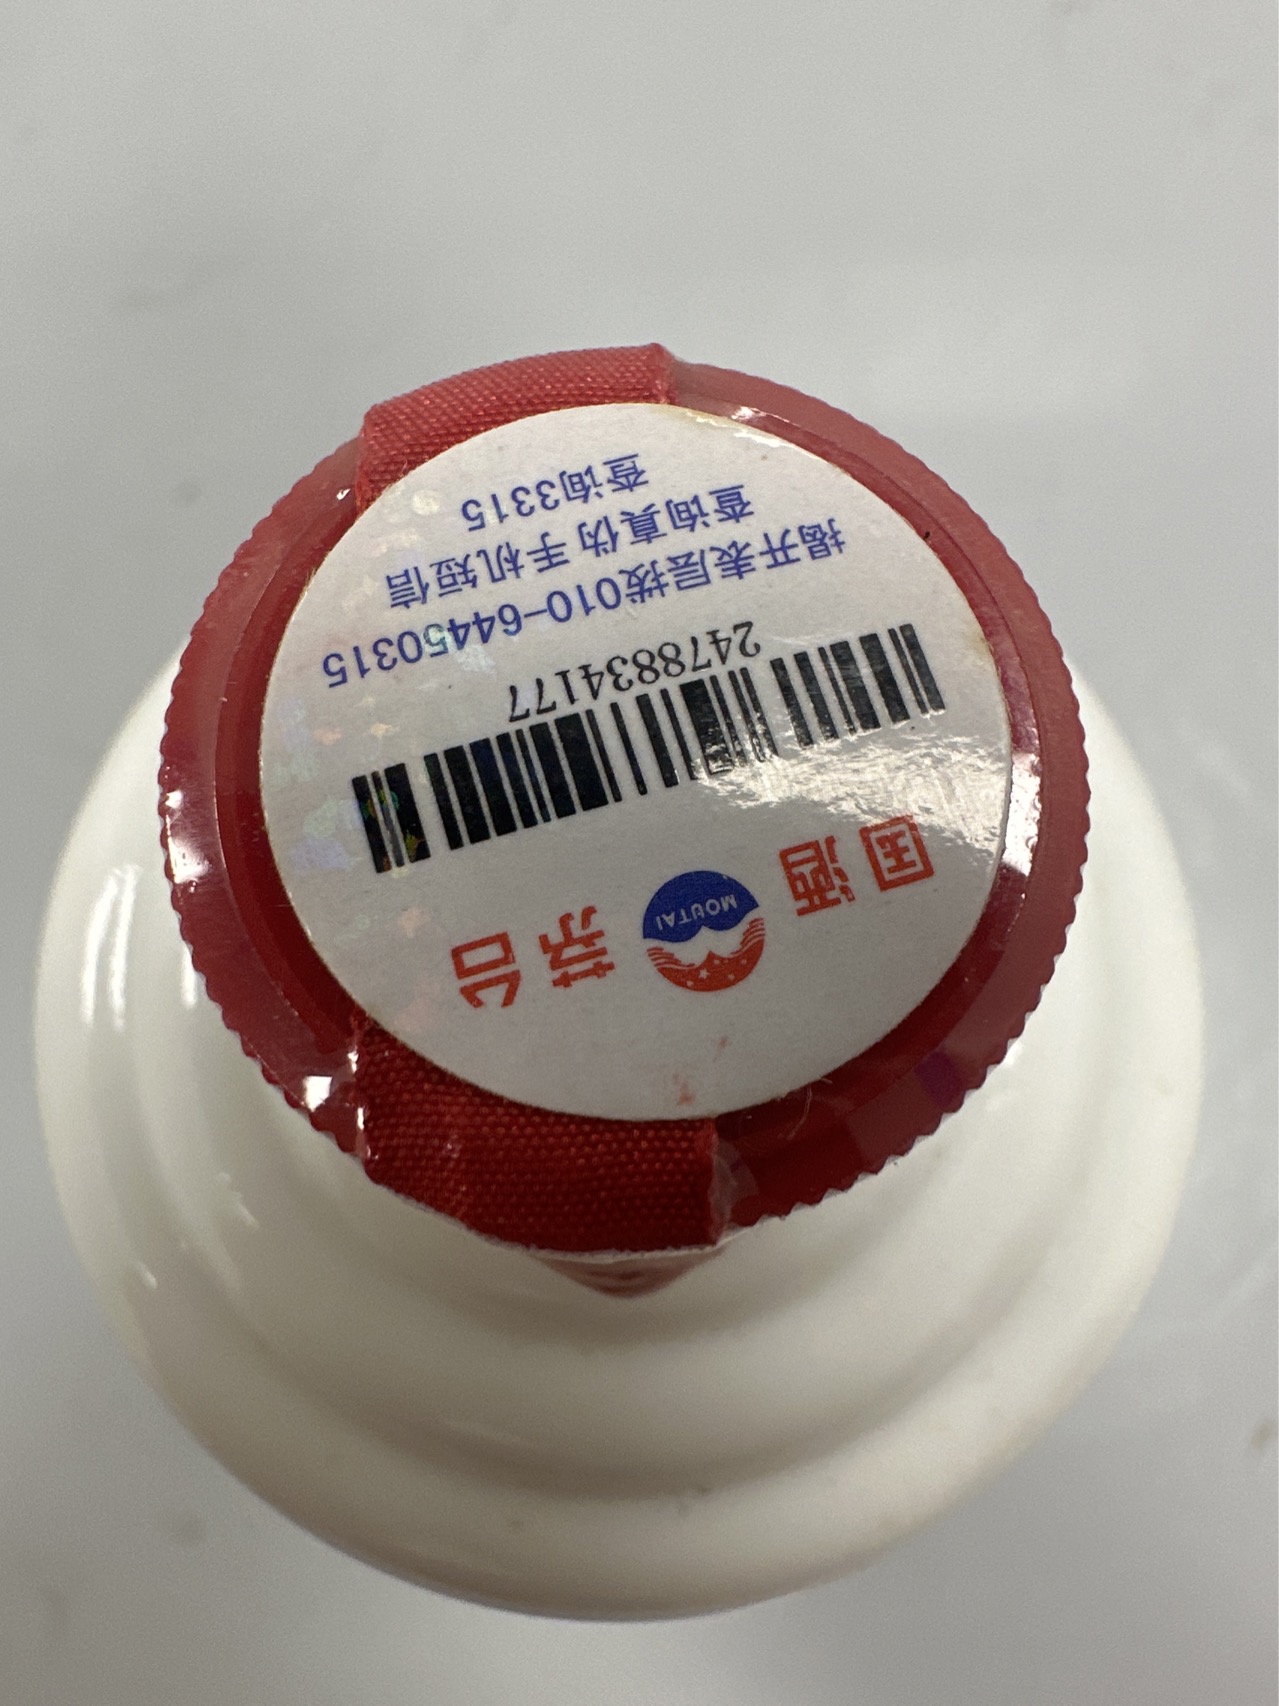 国酒 MOUTAI 茅台
2478834177
揭开表层拨010-64450315
查询真伪手机短信
查询3315